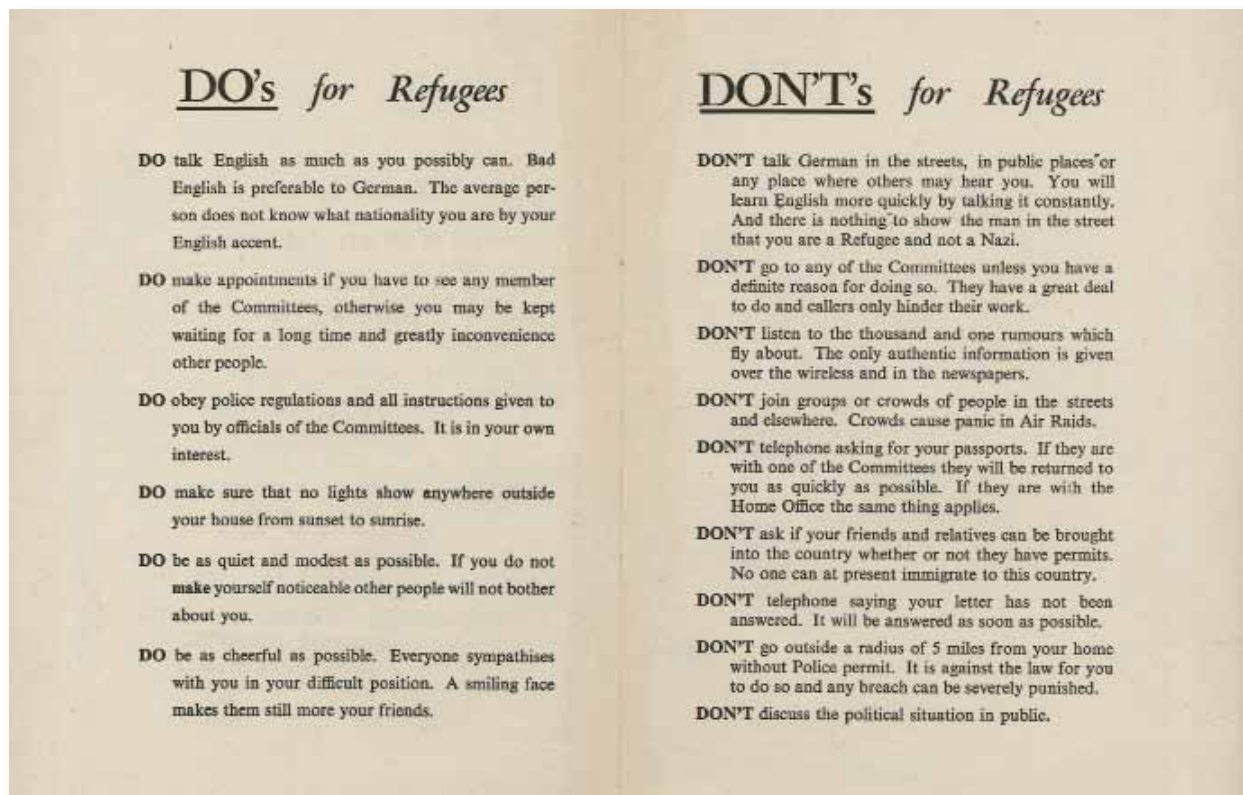 DO's for Refugees
DO talk English as much as you possibly can. Bad
English is preferable to German. The average per-
son does not know what nationality you are by your
English accent.
DO make appointments if you have to see any member
of the Committees, otherwise you may be kept
waiting for a long time and greatly inconvenience
other people.
DO obey police regulations and all instructions given to
you by officials of the Committees. It is in your own
interest.
DO make sure that no lights show anywhere outside
your house from sunset to sunrise.
DO be as quiet and modest as possible. If you do not
make yourself noticeable other people will not bother
about you.
DO be as cheerful as possible. Everyone sympathises
with you in your difficult position. A smiling face
makes them still more your friends.
DON'T's for Refugees
DON'T talk German in the streets, in public places or
any place where others may hear you. You will
learn English more quickly by talking it constantly.
And there is nothing to show the man in the street
that you are a Refugee and not a Nazi.
DON'T go to any of the Committees unless you have a
definite reason for doing so. They have a great deal
to do and callers only hinder their work.
DON'T listen to the thousand and one rumours which
fly about. The only authentic information is given
over the wireless and in the newspapers.
DON'T join groups or crowds of people in the streets
and elsewhere. Crowds cause panic in Air Raids.
DON'T telephone asking for your passports. If they are
with one of the Committees they will be returned to
you as quickly as possible. If they are with the
Home Office the same thing applies.
DON'T ask if your friends and relatives can be brought
into the country whether or not they have permits.
No one can at present immigrate to this country.
DON'T telephone saying your letter has not been
answered. It will be answered as soon as possible.
DON'T go outside a radius of 5 miles from your home
without Police permit. It is against the law for you
to do so and any breach can be severely punished.
DON'T discuss the political situation in public.